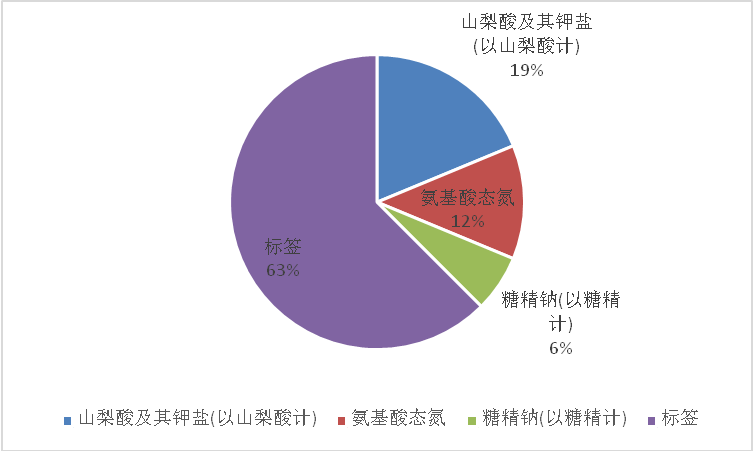 山梨酸及其钾盐
(以山梨酸计)
19%
氨基酸态氮
12%
标签
63%
糖精钠(以糖精
计)
6%
山梨酸及其钾盐(以山梨酸计) 氨基酸态氮 糖精钠(以糖精计) 标签